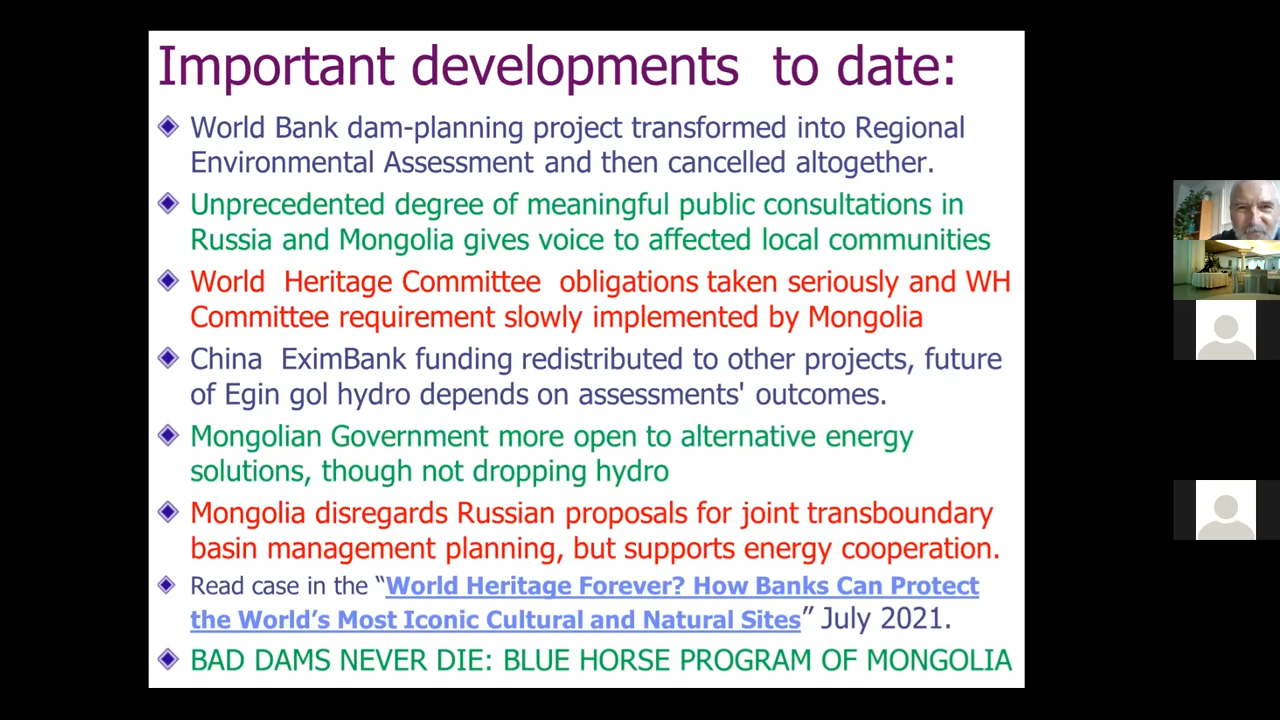 Important developments to date:
World Bank dam-planning project transformed into Regional
Environmental Assessment and then cancelled altogether.
Unprecedented degree of meaningful public consultations in
Russia and Mongolia gives voice to affected local communities
World Heritage Committee obligations taken seriously and WH
Committee requirement slowly implemented by Mongolia
China EximBank funding redistributed to other projects, future
of Egin gol hydro depends on assessments' outcomes.
Mongolian Government more open to alternative energy
solutions, though not dropping hydro
Mongolia disregards Russian proposals for joint transboundary
basin management planning, but supports energy cooperation.
Read case in the “World Heritage Forever? How Banks Can Protect
the World’s Most Iconic Cultural and Natural Sites” July 2021.
BAD DAMS NEVER DIE: BLUE HORSE PROGRAM OF MONGOLIA